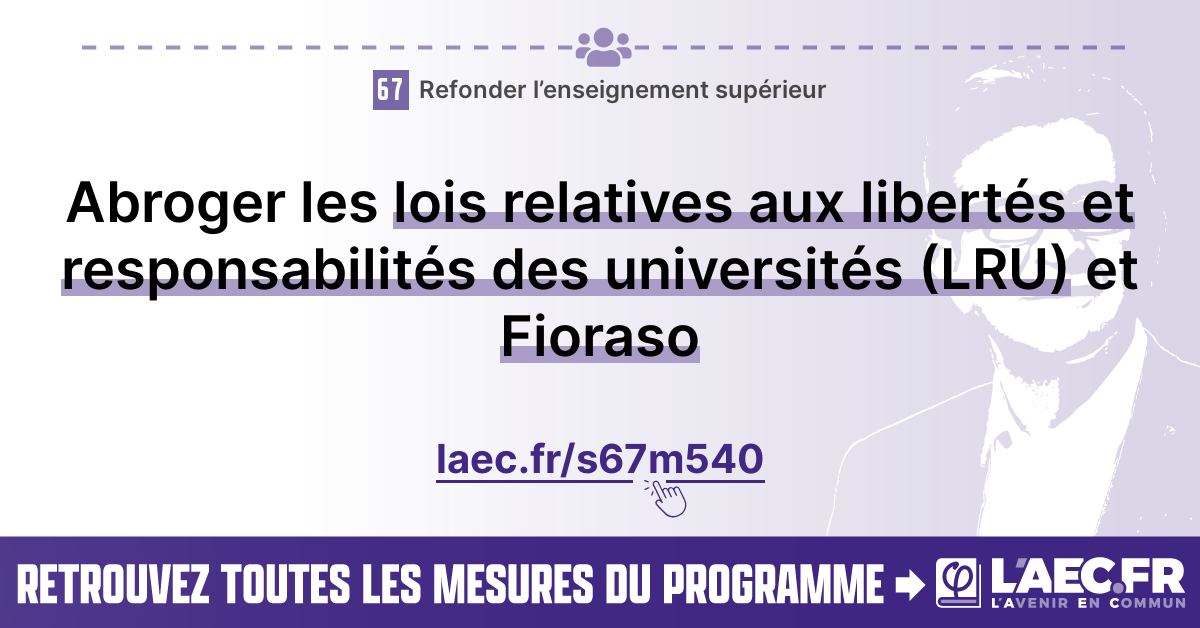 67 Refonder l’enseignement supérieur
Abroger les lois relatives aux libertés et
responsabilités des universités (LRU) et
Fioraso
laec.fr/s67m540
RETROUVEZ TOUTES LES MESURES DU PROGRAMME
φ L'AEC.FR
L'AVENIR EN COMMUN